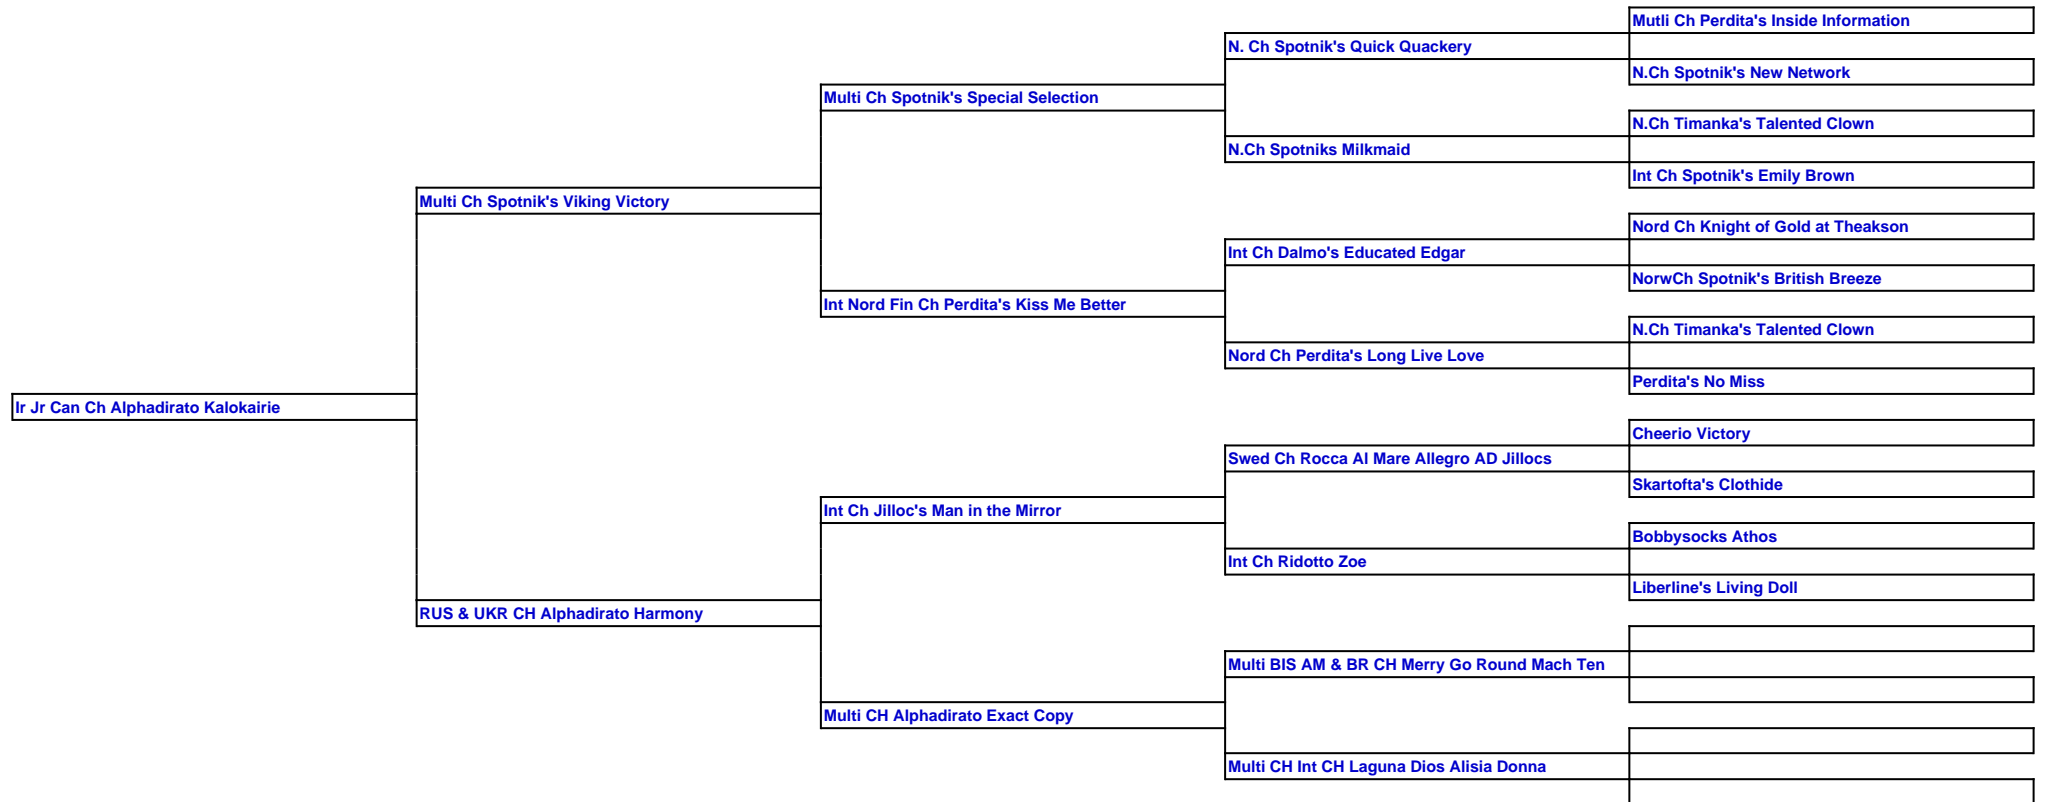 Mutli Ch Perdita's Inside Information
N. Ch Spotnik's Quick Quackery
N.Ch Spotnik's New Network
Multi Ch Spotnik's Special Selection
N.Ch Timanka's Talented Clown
N.Ch Spotniks Milkmaid
Int Ch Spotnik's Emily Brown
Multi Ch Spotnik's Viking Victory
Nord Ch Knight of Gold at Theakson
Int Ch Dalmo's Educated Edgar
NorwCh Spotnik's British Breeze
Int Nord Fin Ch Perdita's Kiss Me Better
N.Ch Timanka's Talented Clown
Nord Ch Perdita's Long Live Love
Perdita's No Miss
Ir Jr Can Ch Alphadirato Kalokairie
Cheerio Victory
Swed Ch Rocca Al Mare Allegro AD Jillocs
Skartofta's Clothide
Int Ch Jilloc's Man in the Mirror
Bobbysocks Athos
Int Ch Ridotto Zoe
Liberline's Living Doll
RUS & UKR CH Alphadirato Harmony
Multi BIS AM & BR CH Merry Go Round Mach Ten
Multi CH Alphadirato Exact Copy
Multi CH Int CH Laguna Dios Alisia Donna